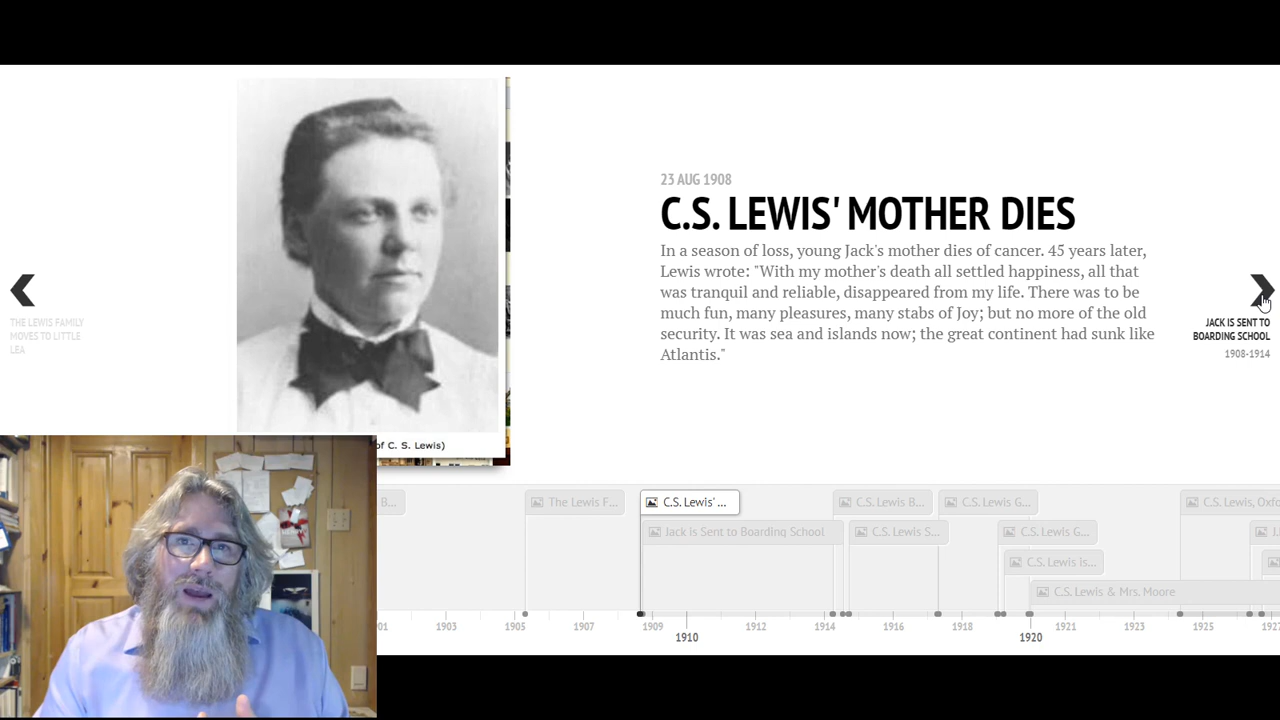 23 AUG 1908
C.S. LEWIS' MOTHER DIES
In a season of loss, young Jack's mother dies of cancer. 45 years later,
Lewis wrote: "With my mother's death all settled happiness, all that
was tranquil and reliable, disappeared from my life. There was to be
much fun, many pleasures, many stabs of Joy; but no more of the old
security. It was sea and islands now; the great continent had sunk like
Atlantis."
THE LEWIS FAMILY
MOVES TO LITTLE
LEA
JACK IS SENT TO
BOARDING SCHOOL
1908-1914
of C. S. Lewis)
B...
The Lewis F...
C.S. Lewis' ...
C.S. Lewis B...
C.S. Lewis G...
C.S. Lewis, Oxfo
Jack is Sent to Boarding School
C.S. Lewis S...
C.S. Lewis G...
J.
C.S. Lewis is...
C.S. Lewis & Mrs. Moore
01 1903 1905 1907 1909 1912 1914 1916 1918 1921 1923 1925 1927
1910 1920